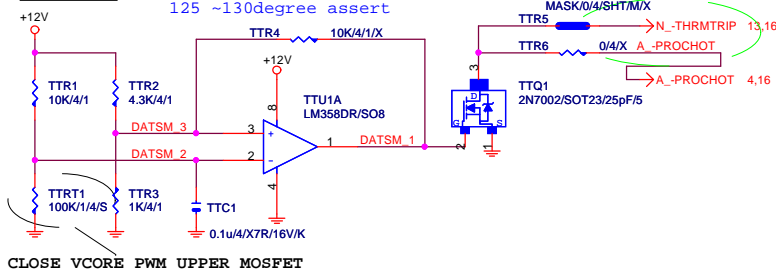 MASK/0/4/SHT/M/X
125 ~130degree assert
+12V
TTR5
N_-THRMTRIP 13,16
TTR4 10K/4/1/X
TTR6 0/4/X A_-PROCHOT
+12V
3
A_-PROCHOT 4,16
TTR1
10K/4/1
TTR2
4.3K/4/1
TTU1A
LM358DR/SO8
TTQ1
2N7002/SOT23/25pF/5
D
G S
8
DATSM_3 3 +
1 DATSM_1
2 1
DATSM_2 2 -
4
TTRT1
100K/1/4/S
TTR3
1K/4/1
TTC1
0.1u/4/X7R/16V/K
CLOSE VCORE PWM UPPER MOSFET